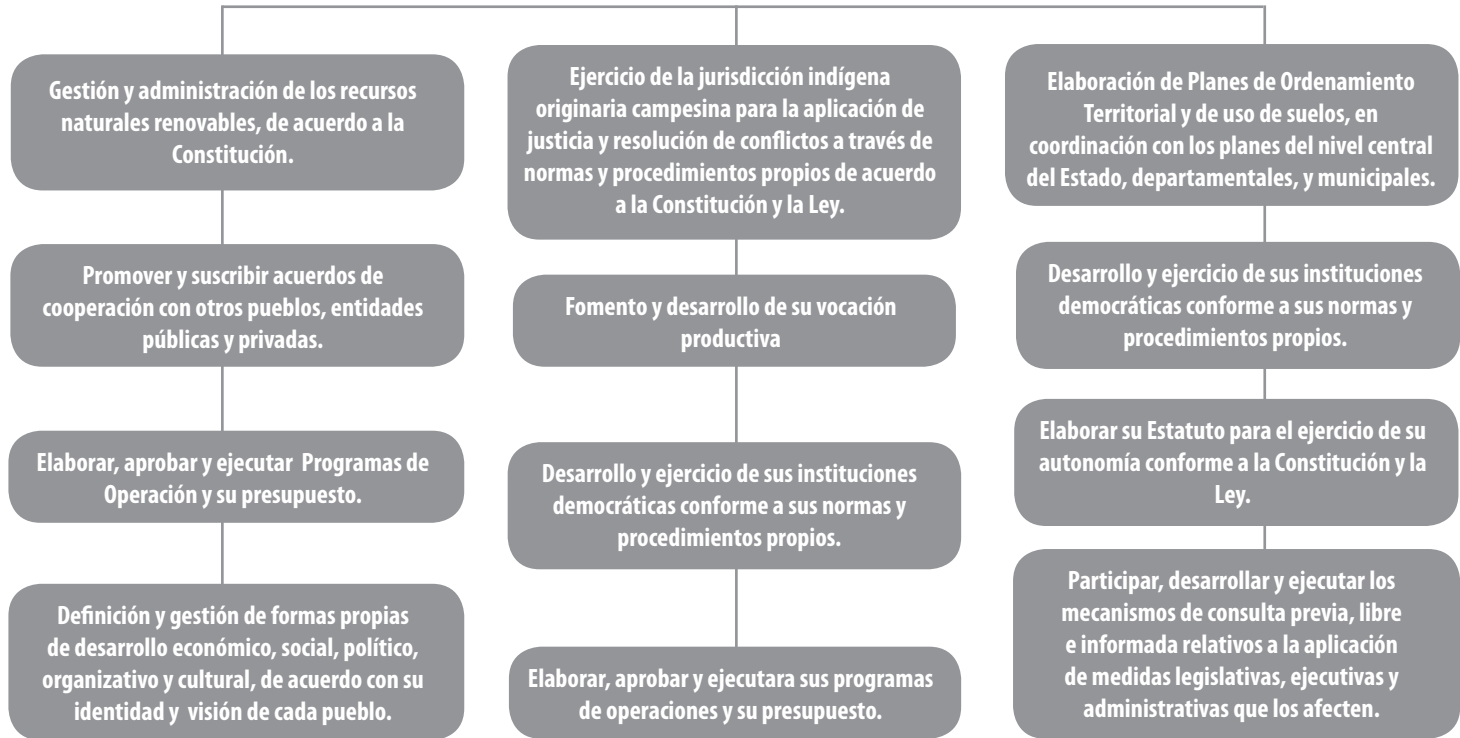 Gestión y administración de los recursos
naturales renovables, de acuerdo a la
Constitución.
Promover y suscribir acuerdos de
cooperación con otros pueblos, entidades
públicas y privadas.
Elaborar, aprobar y ejecutar Programas de
Operación y su presupuesto.
Definición y gestión de formas propias
de desarrollo económico, social, político,
organizativo y cultural, de acuerdo con su
identidad y visión de cada pueblo.
Ejercicio de la jurisdicción indígena
originaria campesina para la aplicación de
justicia y resolución de conflictos a través de
normas y procedimientos propios de acuerdo
a la Constitución y la Ley.
Fomento y desarrollo de su vocación
productiva
Desarrollo y ejercicio de sus instituciones
democráticas conforme a sus normas y
procedimientos propios.
Elaborar, aprobar y ejecutara sus programas
de operaciones y su presupuesto.
Elaboración de Planes de Ordenamiento
Territorial y de uso de suelos, en
coordinación con los planes del nivel central
del Estado, departamentales, y municipales.
Desarrollo y ejercicio de sus instituciones
democráticas conforme a sus normas y
procedimientos propios.
Elaborar su Estatuto para el ejercicio de su
autonomía conforme a la Constitución y la
Ley.
Participar, desarrollar y ejecutar los
mecanismos de consulta previa, libre
e informada relativos a la aplicación
de medidas legislativas, ejecutivas y
administrativas que los afecten.